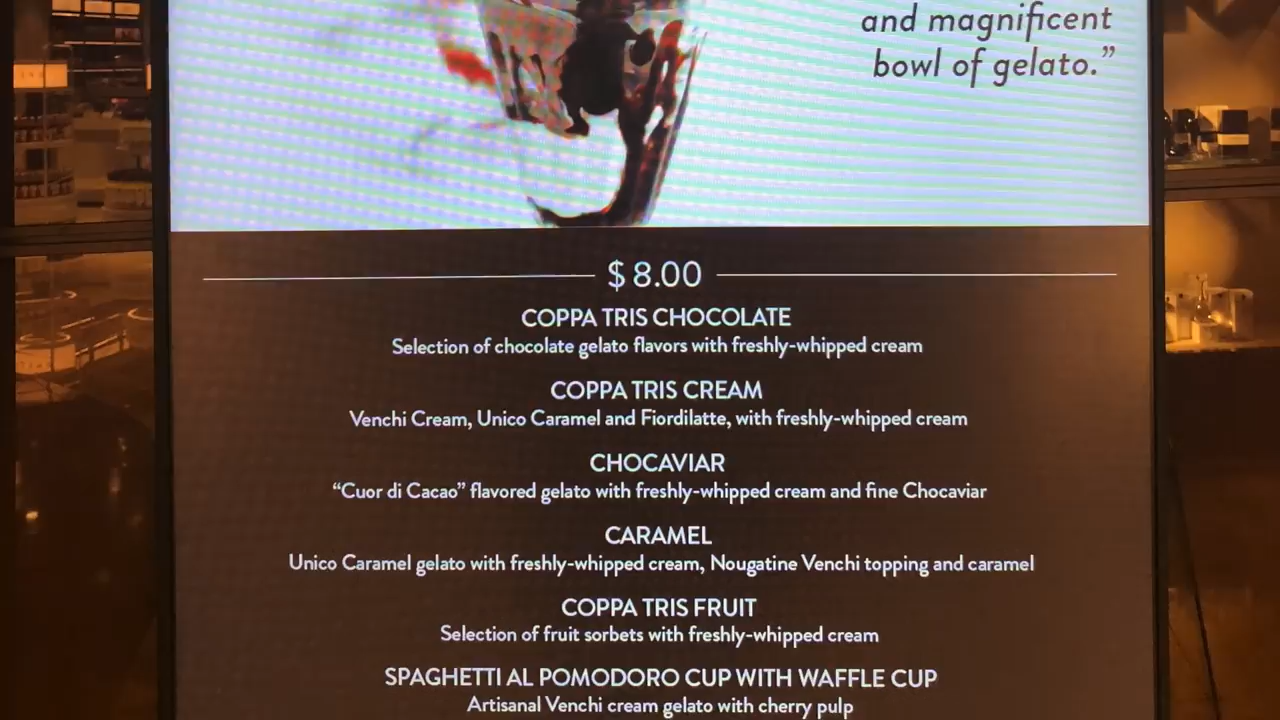 and magnificent
bowl of gelato.”
$8.00
COPPA TRIS CHOCOLATE
Selection of chocolate gelato flavors with freshly-whipped cream
COPPA TRIS CREAM
Venchi Cream, Unico Caramel and Fiordilatte, with freshly-whipped cream
CHOCAVIAR
“Cuor di Cacao” flavored gelato with freshly-whipped cream and fine Chocaviar
CARAMEL
Unico Caramel gelato with freshly-whipped cream, Nougatine Venchi topping and caramel
COPPA TRIS FRUIT
Selection of fruit sorbets with freshly-whipped cream
SPAGHETTI AL POMODORO CUP WITH WAFFLE CUP
Artisanal Venchi cream gelato with cherry pulp